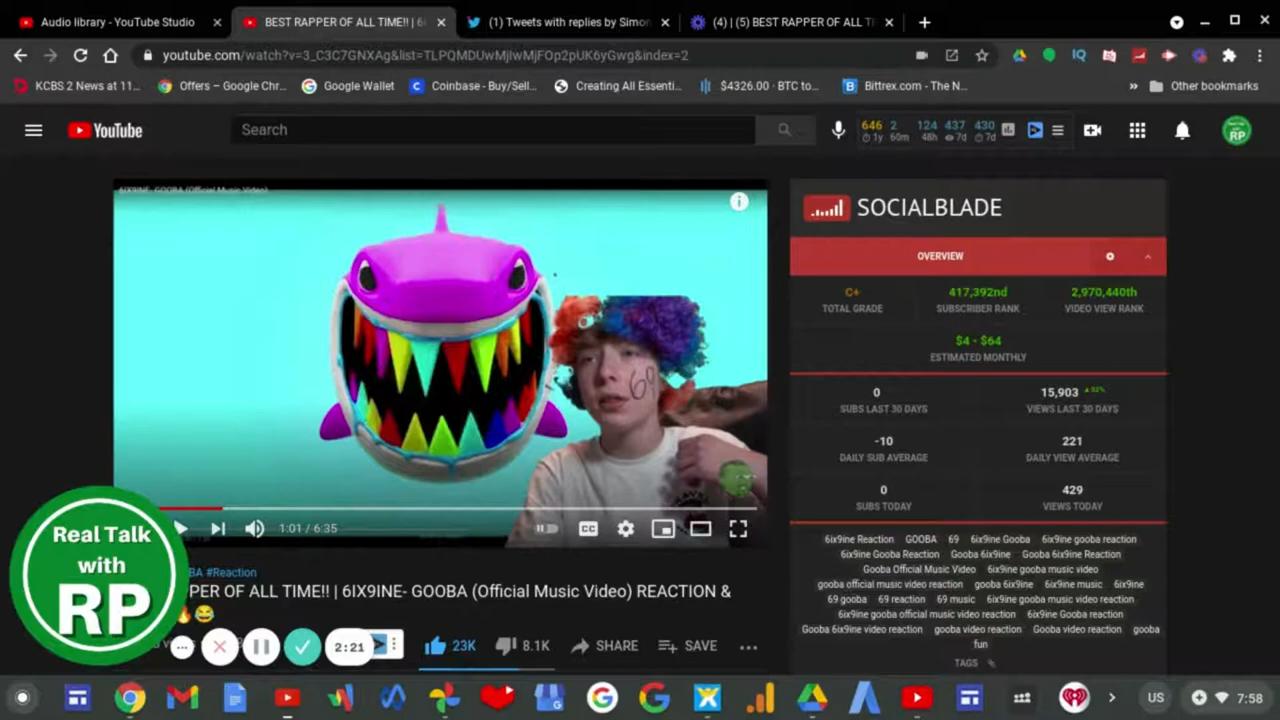 Audio library - YouTube Studio
BEST RAPPER OF ALL TIME!! | 6I
(1) Tweets with replies by Simon
(4) | (5) BEST RAPPER OF ALL TI
youtube.com/watch?v=3_C3C7GNXAg&list=TLPQMDUwMjIwMjFOp2pUK6yGwg&index=2
KCBS 2 News at 11...
Offers – Google Chr...
Google Wallet
Coinbase - Buy/Sell...
Creating All Essenti...
$4326.00 · BTC to...
Bittrex.com - The N...
Other bookmarks
YouTube
Search
646 2 124 437 430
1y 60m 48h 7d 7d
Real Talk with RP
6IX9INE- GOOBA (Official Music Video)
69
1:01 / 6:35
SOCIALBLADE
OVERVIEW
C+ 417,392nd 2,970,440th
TOTAL GRADE SUBSCRIBER RANK VIDEO VIEW RANK
$4 - $64
ESTIMATED MONTHLY
0 15,903 ▲92%
SUBS LAST 30 DAYS VIEWS LAST 30 DAYS
-10 221
DAILY SUB AVERAGE DAILY VIEW AVERAGE
0 429
SUBS TODAY VIEWS TODAY
6ix9ine Reaction GOOBA 69 6ix9ine Gooba 6ix9ine gooba reaction
6ix9ine Gooba Reaction Gooba 6ix9ine Gooba 6ix9ine Reaction
Gooba Official Music Video 6ix9ine gooba music video
gooba official music video reaction gooba 6ix9ine 6ix9ine music 6ix9ine
69 gooba 69 reaction 69 music 6ix9ine gooba music video reaction
6ix9ine gooba official music video reaction 6ix9ine Gooba reaction
Gooba 6ix9ine video reaction gooba video reaction Gooba video reaction gooba
fun
TAGS
Real Talk
with
RP
BA #Reaction
PER OF ALL TIME!! | 6IX9INE- GOOBA (Official Music Video) REACTION &
2:21
23K
8.1K
SHARE
SAVE
US
7:58